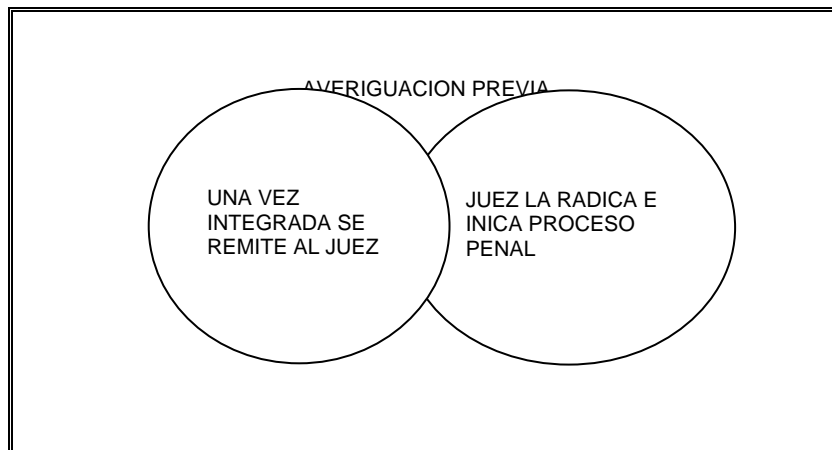 AVERIGUACION PREVIA
UNA VEZ
INTEGRADA SE
REMITE AL JUEZ
JUEZ LA RADICA E
INICA PROCESO
PENAL